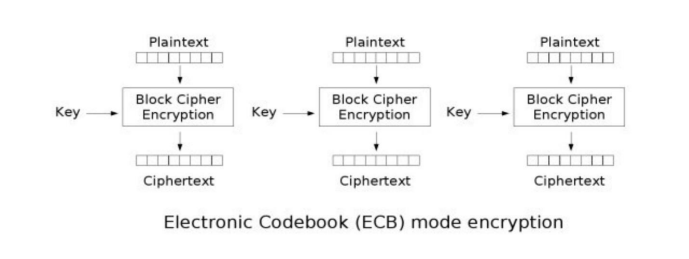 Plaintext Plaintext Plaintext
Block Cipher Block Cipher Block Cipher
Key Encryption Key Encryption Key Encryption
Ciphertext Ciphertext Ciphertext
Electronic Codebook (ECB) mode encryption